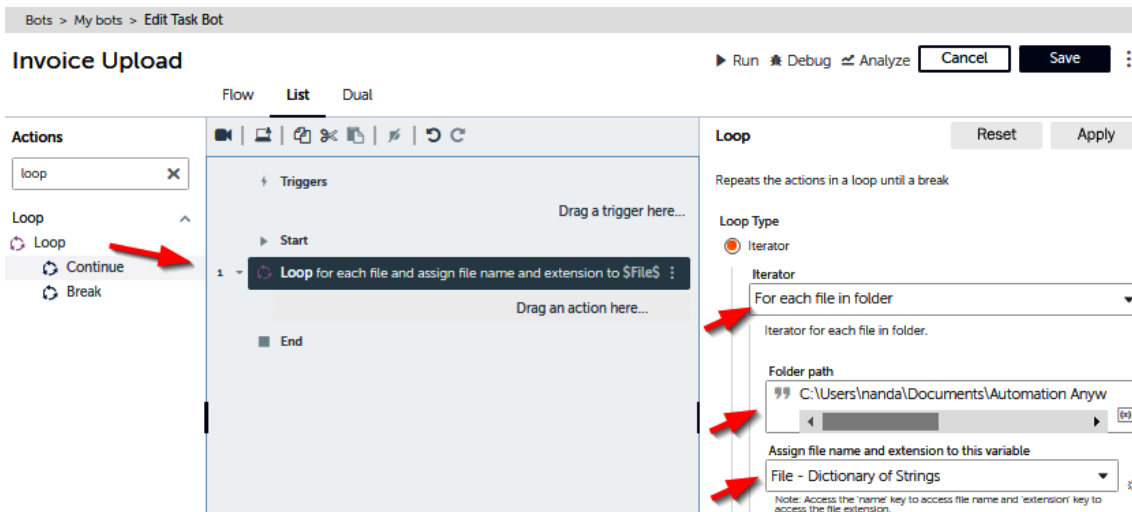 Bots > My bots > Edit Task Bot
Invoice Upload
Run Debug Analyze Cancel Save
Flow List Dual
Actions
loop
Loop
Loop
Continue
Break
Triggers
Drag a trigger here...
Start
1 Loop for each file and assign file name and extension to $File$
Drag an action here...
End
Loop Reset Apply
Repeats the actions in a loop until a break
Loop Type
Iterator
Iterator
For each file in folder
Iterator for each file in folder.
Folder path
C:\Users\nanda\Documents\Automation Anyw
(x)
Assign file name and extension to this variable
File - Dictionary of Strings
Note: Access the 'name' key to access file name and 'extension' key to
access the file extension.